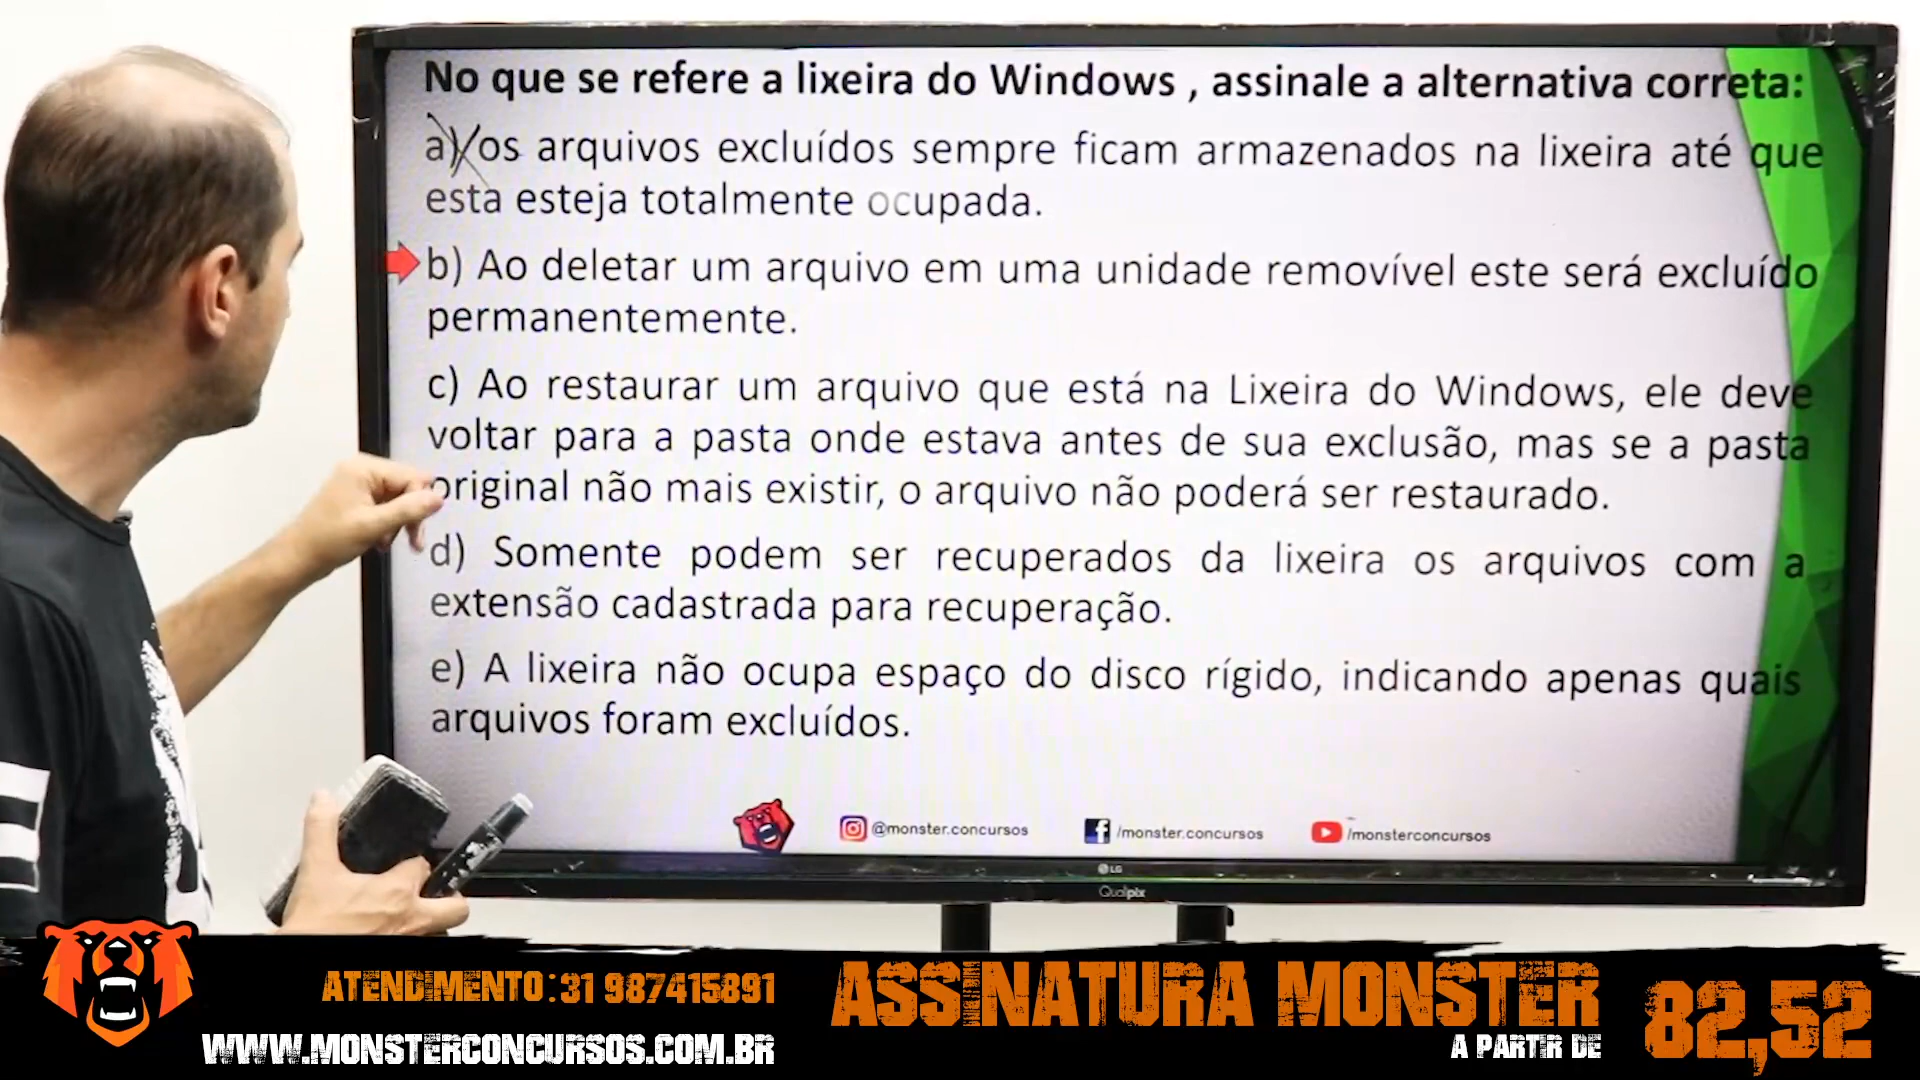 No que se refere a lixeira do Windows , assinale a alternativa correta:
a) os arquivos excluídos sempre ficam armazenados na lixeira até que
esta esteja totalmente ocupada.
b) Ao deletar um arquivo em uma unidade removível este será excluído
permanentemente.
c) Ao restaurar um arquivo que está na Lixeira do Windows, ele deve
voltar para a pasta onde estava antes de sua exclusão, mas se a pasta
original não mais existir, o arquivo não poderá ser restaurado.
d) Somente podem ser recuperados da lixeira os arquivos com a
extensão cadastrada para recuperação.
e) A lixeira não ocupa espaço do disco rígido, indicando apenas quais
arquivos foram excluídos.
@monster.concursos /monster.concursos /monsterconcursos
LG
Qualipix
ATENDIMENTO: 31 987415891
WWW.MONSTERCONCURSOS.COM.BR
ASSINATURA MONSTER
A PARTIR DE
82,52